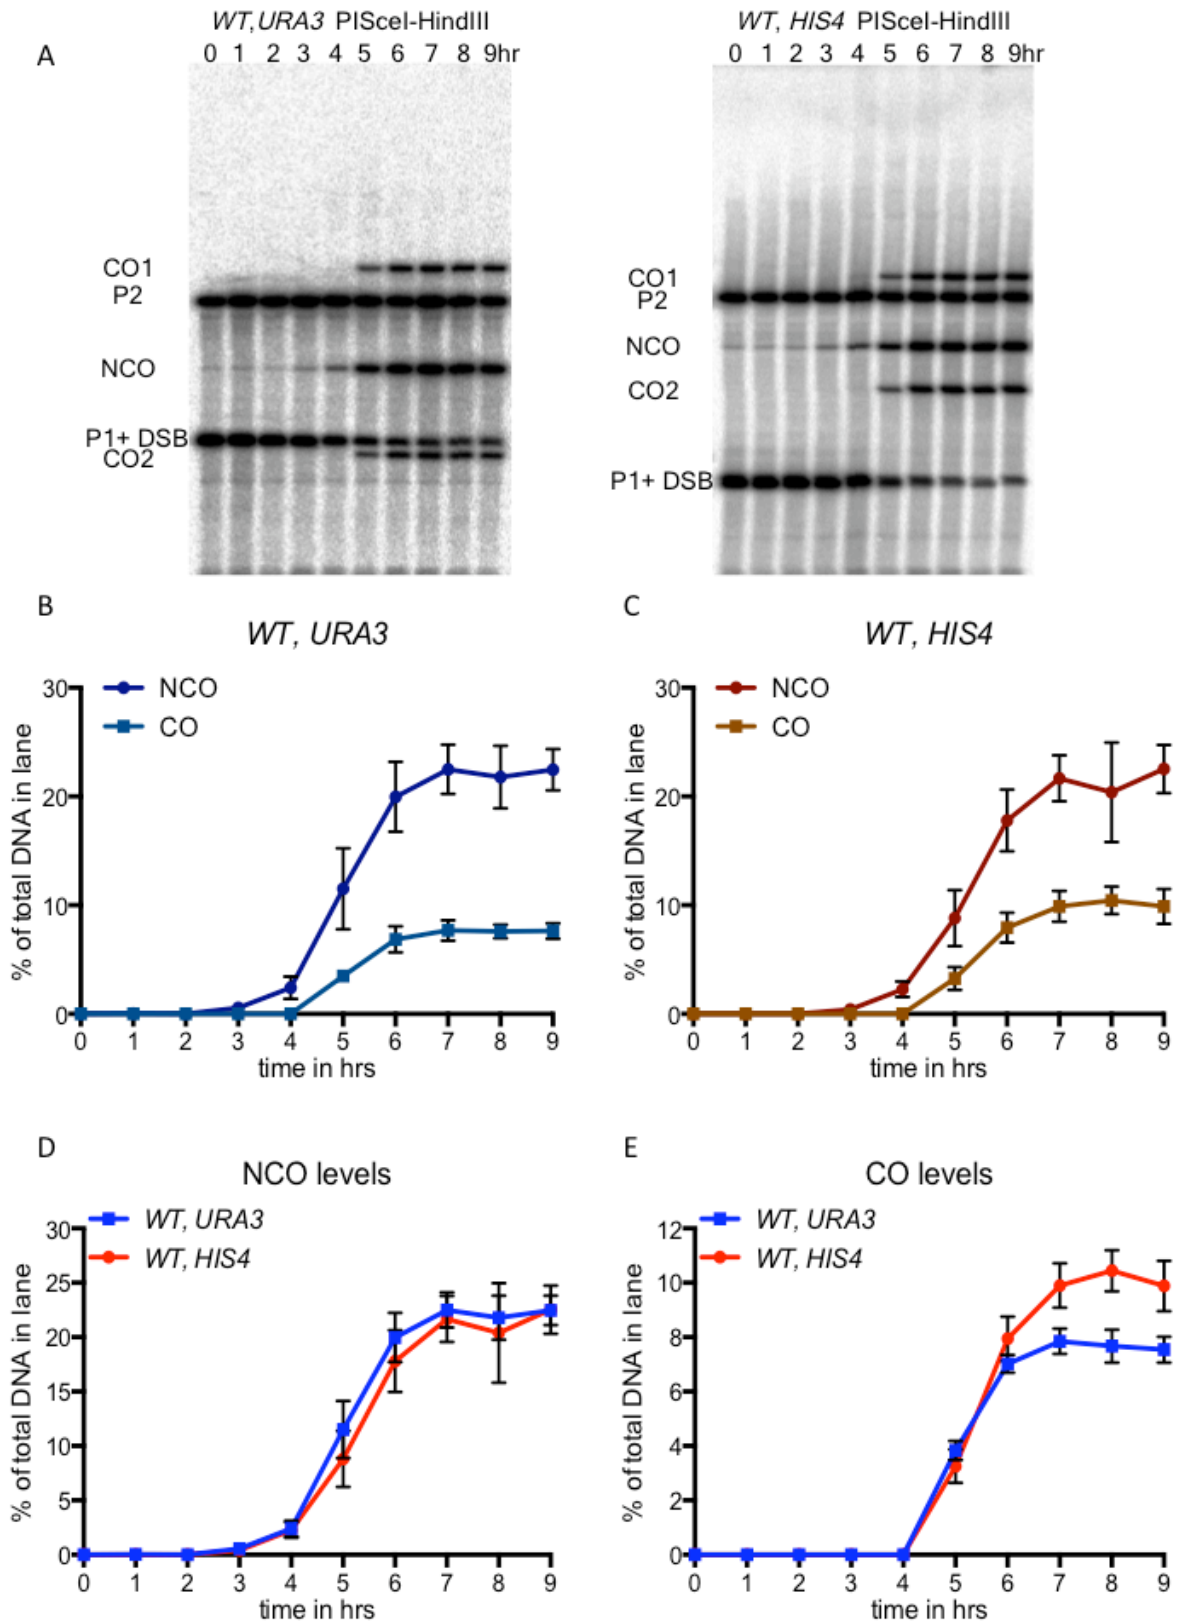 A
WT, URA3 PISceI-HindIII
0 1 2 3 4 5 6 7 8 9hr
CO1
P2
NCO
P1+ DSB
CO2
WT, HIS4 PISceI-HindIII
0 1 2 3 4 5 6 7 8 9hr
CO1
P2
NCO
CO2
P1+ DSB
B
WT, URA3
NCO
CO
% of total DNA in lane
30
20
10
0
0 1 2 3 4 5 6 7 8 9
time in hrs
C
WT, HIS4
NCO
CO
% of total DNA in lane
30
20
10
0
0 1 2 3 4 5 6 7 8 9
time in hrs
D
NCO levels
WT, URA3
WT, HIS4
% of total DNA in lane
30
25
20
15
10
5
0
0 1 2 3 4 5 6 7 8 9
time in hrs
E
CO levels
WT, URA3
WT, HIS4
% of total DNA in lane
12
10
8
6
4
2
0
0 1 2 3 4 5 6 7 8 9
time in hrs